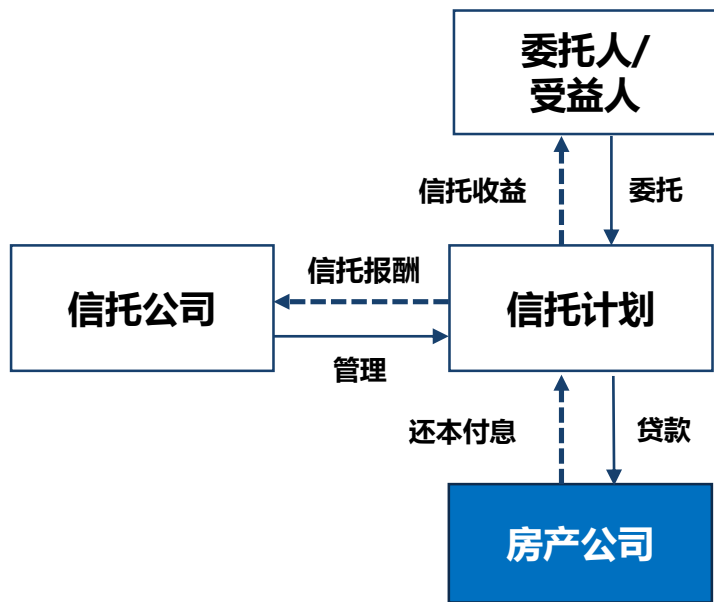 委托人/
受益人
信托收益
委托
信托公司
信托报酬
管理
信托计划
还本付息
贷款
房产公司